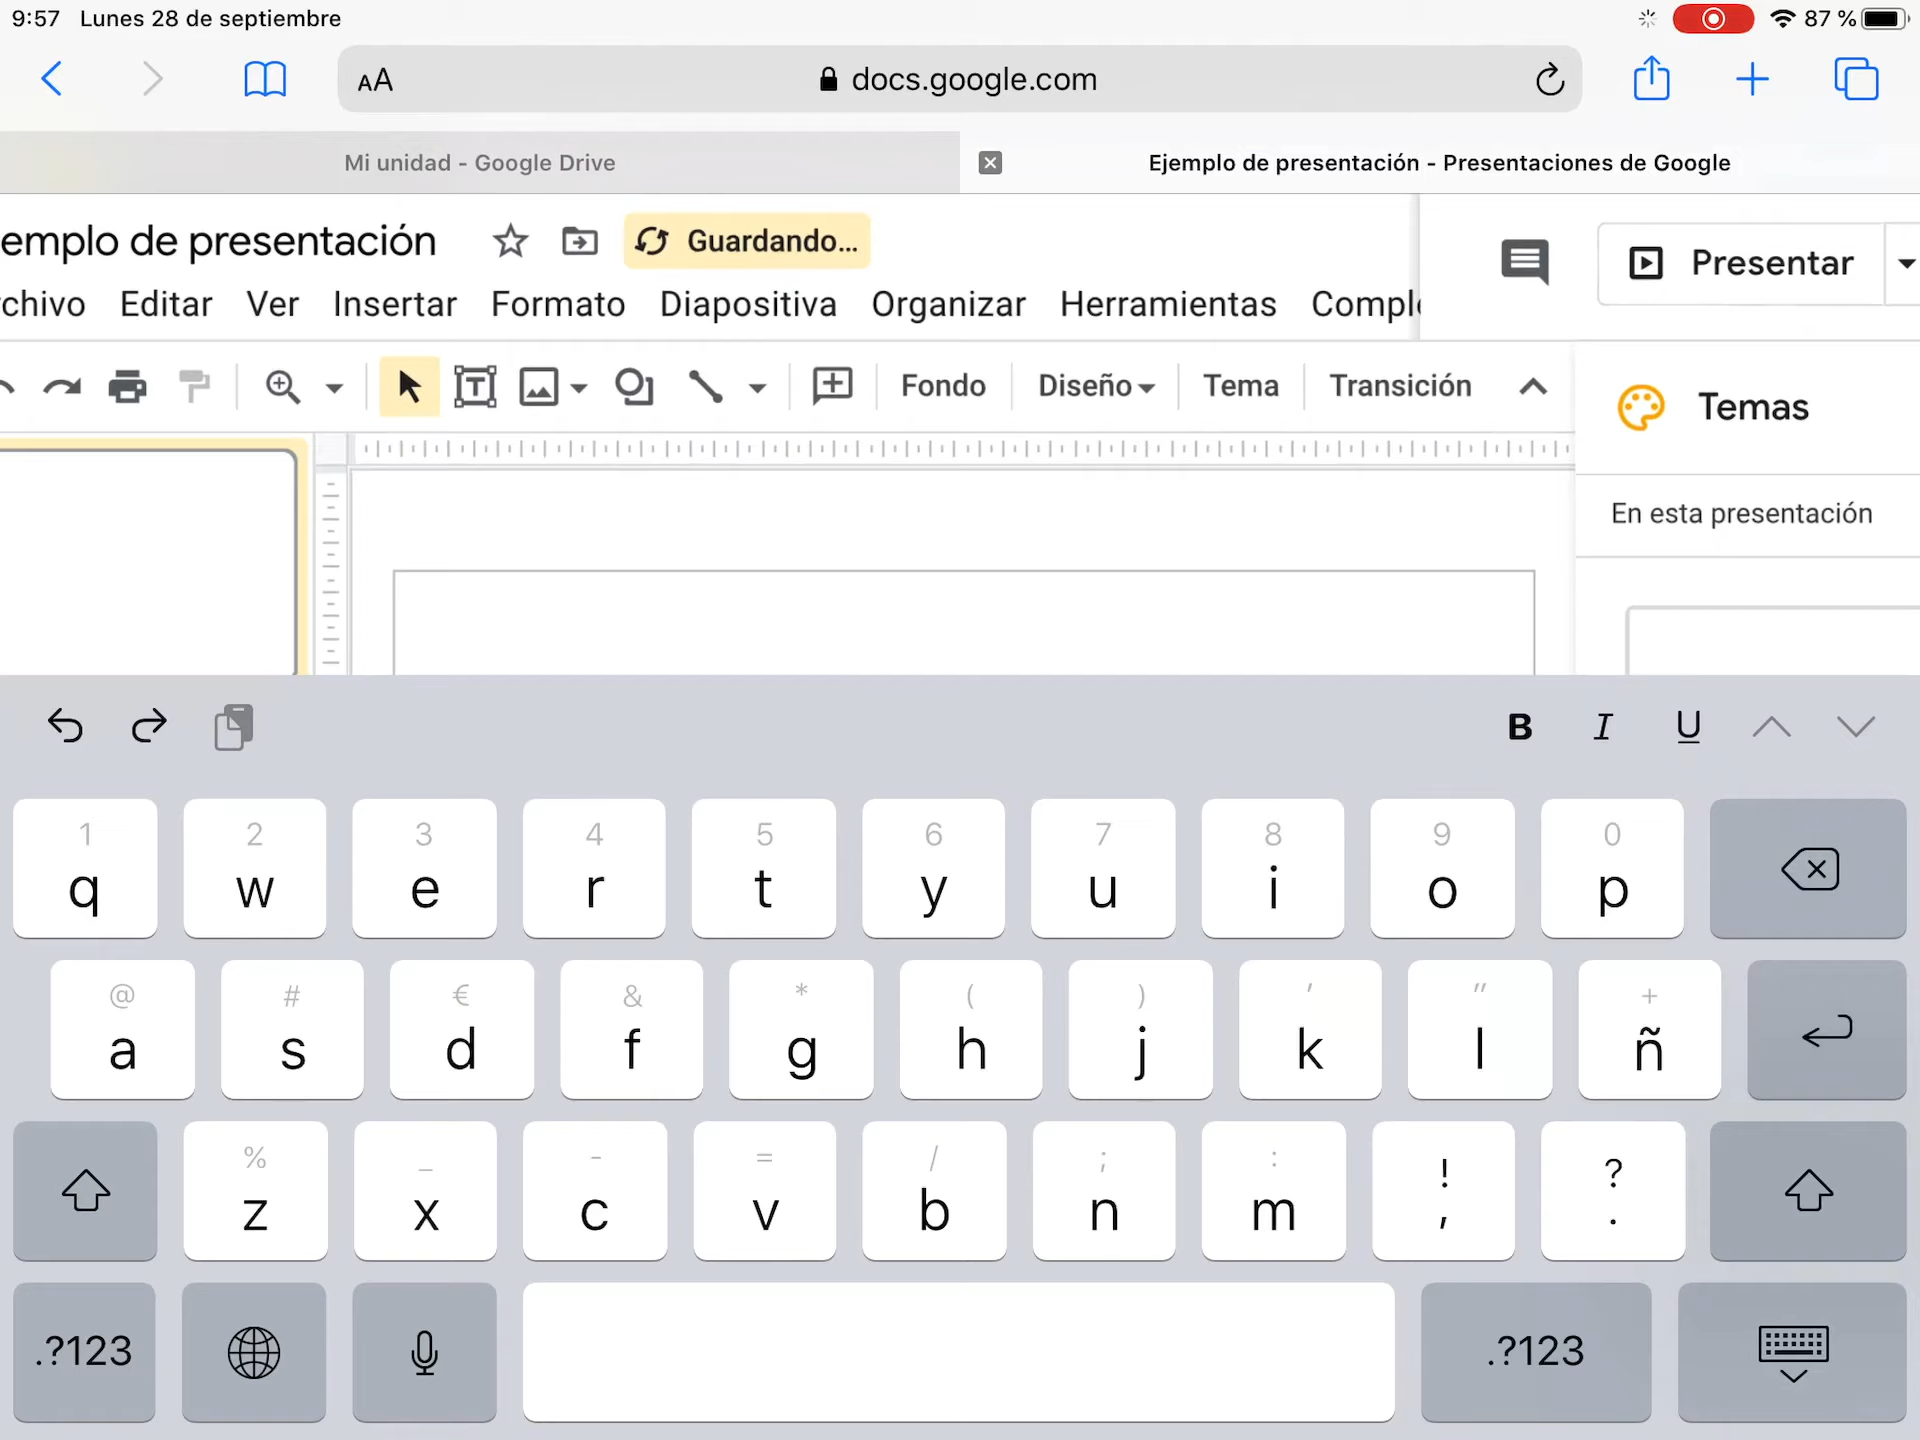 9:57 Lunes 28 de septiembre 87 %
AA docs.google.com
Mi unidad - Google Drive Ejemplo de presentación - Presentaciones de Google
emplo de presentación Guardando... Presentar
chivo Editar Ver Insertar Formato Diapositiva Organizar Herramientas Comple
Fondo Diseño Tema Transición Temas
En esta presentación
B I U
1 2 3 4 5 6 7 8 9 0
q w e r t y u i o p
@ # € & * ( ) ' " +
a s d f g h j k l ñ
% _ - = / ; : ! ?
z x c v b n m , .
.?123 .?123